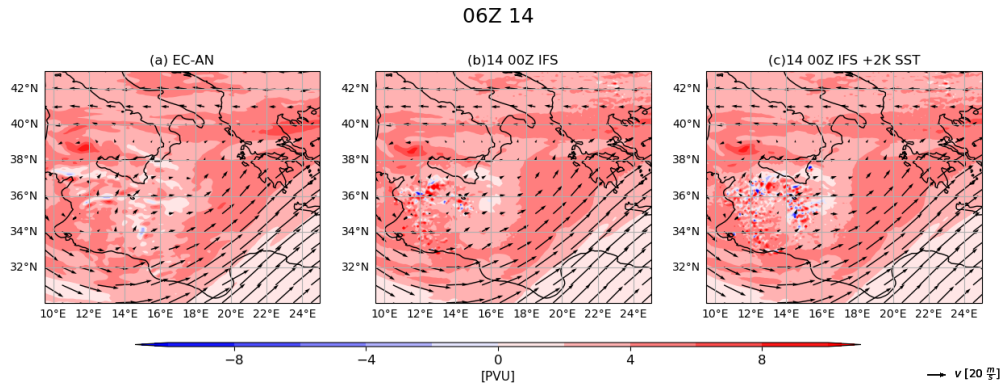 06Z 14
(a) EC-AN
(b)14 00Z IFS
(c)14 00Z IFS +2K SST
42°N
40°N
38°N
36°N
34°N
32°N
10°E 12°E 14°E 16°E 18°E 20°E 22°E 24°E
42°N
40°N
38°N
36°N
34°N
32°N
10°E 12°E 14°E 16°E 18°E 20°E 22°E 24°E
42°N
40°N
38°N
36°N
34°N
32°N
10°E 12°E 14°E 16°E 18°E 20°E 22°E 24°E
−8 −4 0 4 8
[PVU]
v [20 m/s]